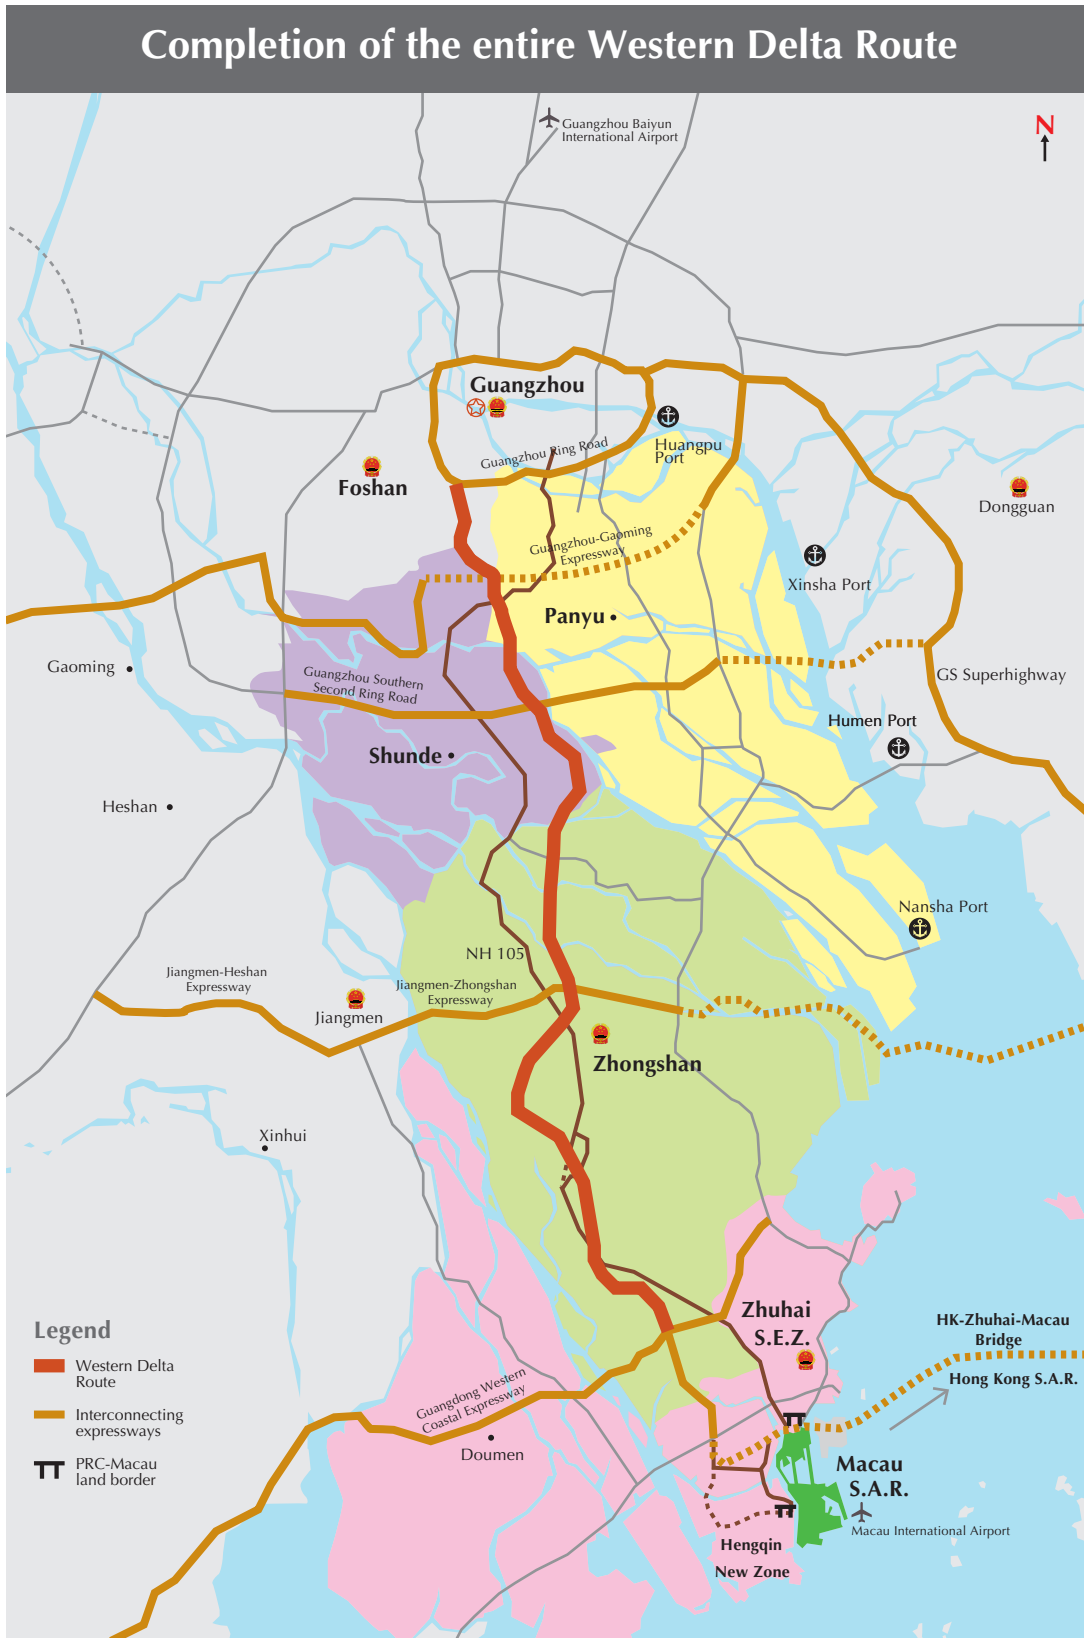 Completion of the entire Western Delta Route
Guangzhou Baiyun
International Airport
N
Guangzhou
Guangzhou Ring Road
Huangpu
Port
Foshan
Dongguan
Guangzhou-Gaoming
Expressway
Xinsha Port
Panyu
Gaoming
Guangzhou Southern
Second Ring Road
GS Superhighway
Humen Port
Shunde
Heshan
Nansha Port
NH 105
Jiangmen-Heshan
Expressway
Jiangmen-Zhongshan
Expressway
Jiangmen
Zhongshan
Xinhui
Zhuhai
S.E.Z.
HK-Zhuhai-Macau
Bridge
Hong Kong S.A.R.
Legend
Western Delta
Route
Interconnecting
expressways
PRC-Macau
land border
Guangdong Western
Coastal Expressway
Doumen
Macau
S.A.R.
Macau International Airport
Hengqin
New Zone